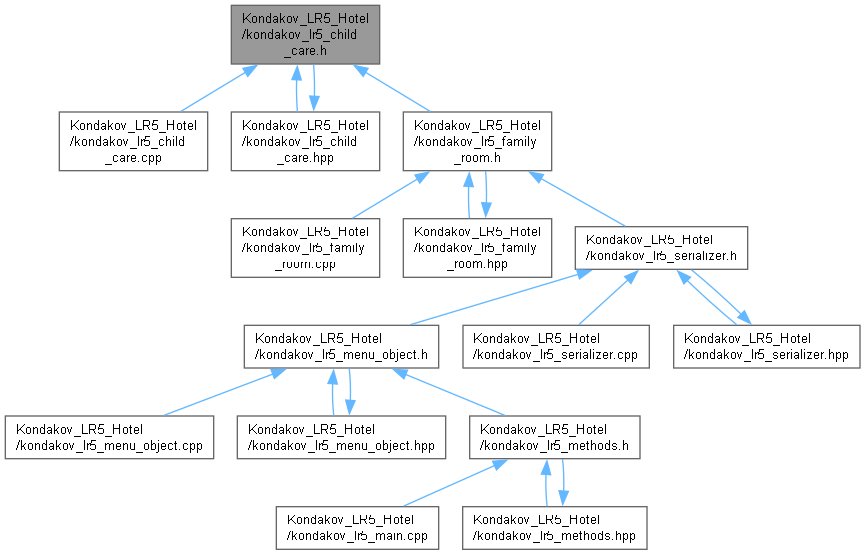 Kondakov_LR5_Hotel
/kondakov_lr5_child
_care.h
Kondakov_LR5_Hotel
/kondakov_lr5_child
_care.cpp
Kondakov_LR5_Hotel
/kondakov_lr5_child
_care.hpp
Kondakov_LR5_Hotel
/kondakov_lr5_family
_room.h
Kondakov_LR5_Hotel
/kondakov_lr5_family
_room.cpp
Kondakov_LR5_Hotel
/kondakov_lr5_family
_room.hpp
Kondakov_LR5_Hotel
/kondakov_lr5_serializer.h
Kondakov_LR5_Hotel
/kondakov_lr5_menu_object.h
Kondakov_LR5_Hotel
/kondakov_lr5_serializer.cpp
Kondakov_LR5_Hotel
/kondakov_lr5_serializer.hpp
Kondakov_LR5_Hotel
/kondakov_lr5_menu_object.cpp
Kondakov_LR5_Hotel
/kondakov_lr5_menu_object.hpp
Kondakov_LR5_Hotel
/kondakov_lr5_methods.h
Kondakov_LR5_Hotel
/kondakov_lr5_main.cpp
Kondakov_LR5_Hotel
/kondakov_lr5_methods.hpp